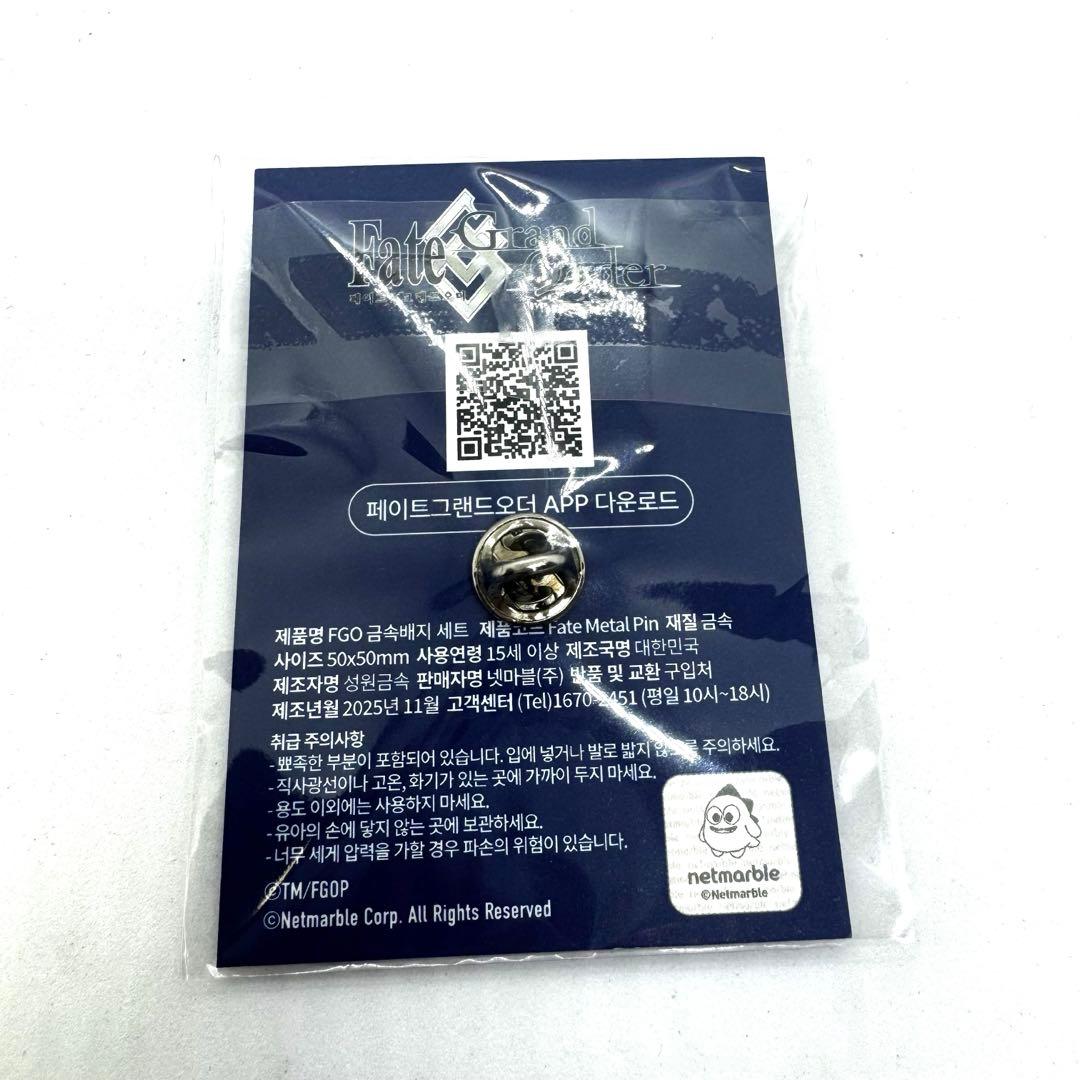 Fate Grand Order
페이트 그랜드 오더
페이트그랜드오더 APP 다운로드
제품명 FGO 금속배지 세트 제품코드 Fate Metal Pin 재질 금속
사이즈 50x50mm 사용연령 15세 이상 제조국명 대한민국
제조자명 성원금속 판매자명 넷마블(주) 반품 및 교환 구입처
제조년월 2025년 11월 고객센터 (Tel)1670-2451 (평일 10시~18시)
취급 주의사항
- 뾰족한 부분이 포함되어 있습니다. 입에 넣거나 발로 밟지 않도록 주의하세요.
- 직사광선이나 고온, 화기가 있는 곳에 가까이 두지 마세요.
- 용도 이외에는 사용하지 마세요.
- 유아의 손에 닿지 않는 곳에 보관하세요.
- 너무 세게 압력을 가할 경우 파손의 위험이 있습니다.
©TM/FGOP
©Netmarble Corp. All Rights Reserved
netmarble
©Netmarble